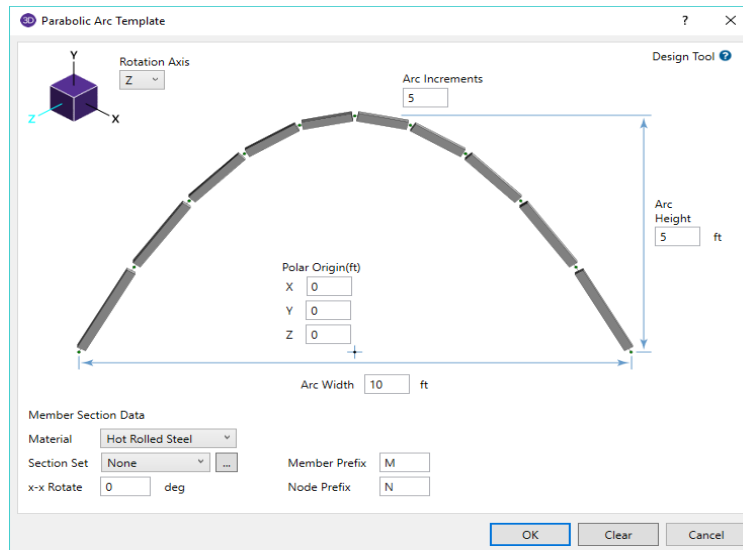 3D Parabolic Arc Template ?
Design Tool ?
Y
X
Z
Rotation Axis
Z
Arc Increments
5
Arc Height
5 ft
Polar Origin(ft)
X 0
Y 0
Z 0
Arc Width 10 ft
Member Section Data
Material Hot Rolled Steel
Section Set None ... Member Prefix M
x-x Rotate 0 deg Node Prefix N
OK Clear Cancel